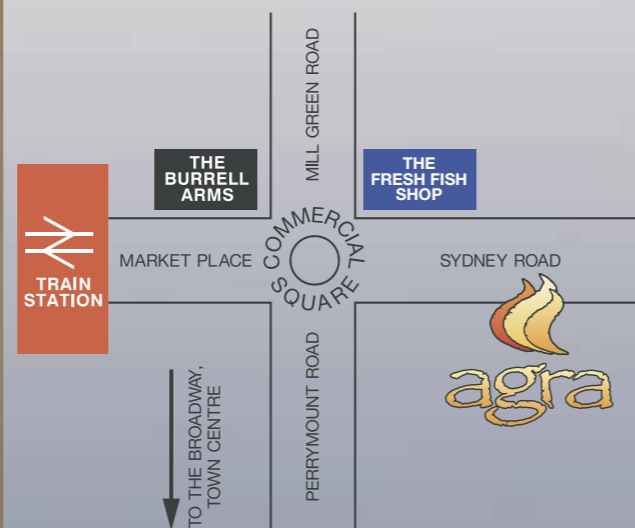 MILL GREEN ROAD
THE
BURRELL
ARMS
THE
FRESH FISH
SHOP
TRAIN
STATION
MARKET PLACE
COMMERCIAL
SQUARE
SYDNEY ROAD
agra
PERRYMOUNT ROAD
TO THE BROADWAY,
TOWN CENTRE